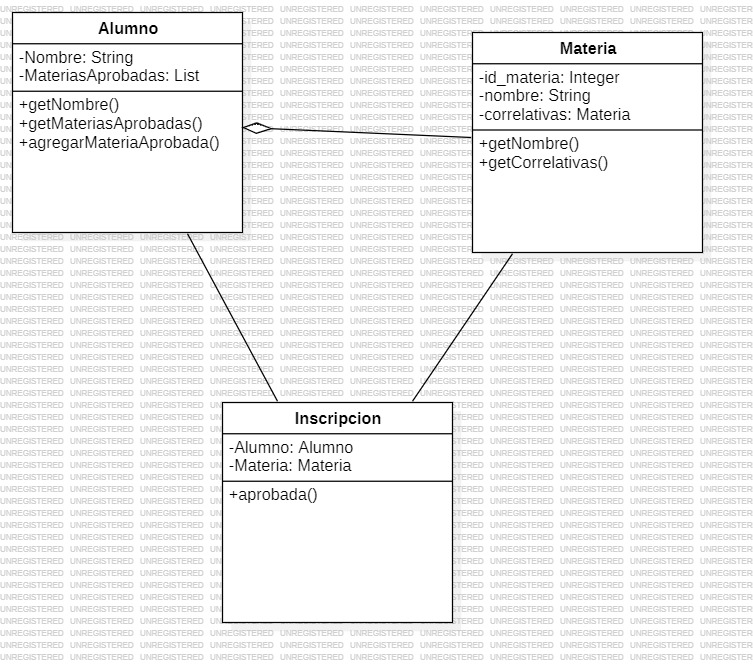 Alumno
-Nombre: String
-MateriasAprobadas: List
+getNombre()
+getMateriasAprobadas()
+agregarMateriaAprobada()
Materia
-id_materia: Integer
-nombre: String
-correlativas: Materia
+getNombre()
+getCorrelativas()
Inscripcion
-Alumno: Alumno
-Materia: Materia
+aprobada()
UNREGISTERED